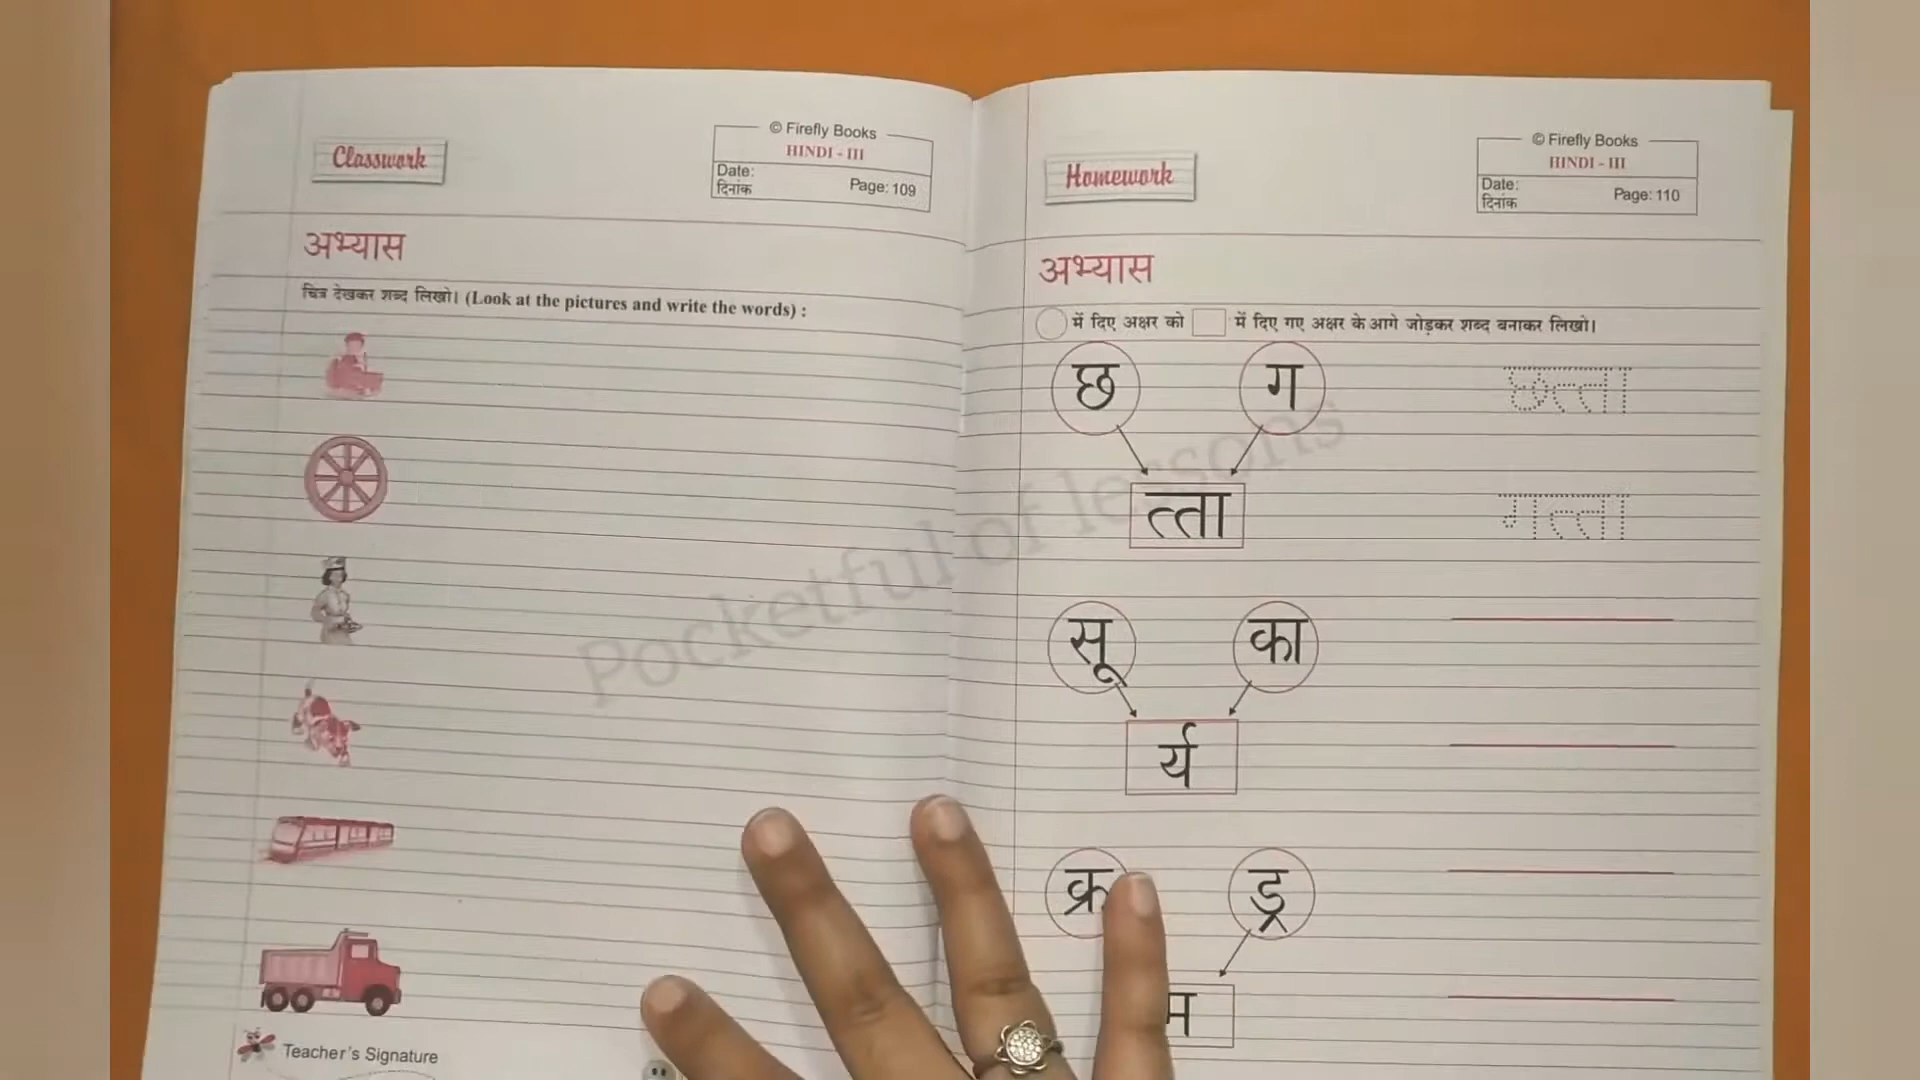 Classwork
© Firefly Books
HINDI - III
Date:
दिनांक
Page: 109
अभ्यास
चित्र देखकर शब्द लिखो। (Look at the pictures and write the words) :
Teacher's Signature
Homework
© Firefly Books
HINDI - III
Date:
दिनांक
Page: 110
अभ्यास
में दिए अक्षर को में दिए गए अक्षर के आगे जोड़कर शब्द बनाकर लिखो।
छ ग छत्ता
त्ता गत्ता
सू का
र्य
क्र ड्र
म
Pocketful of lessons